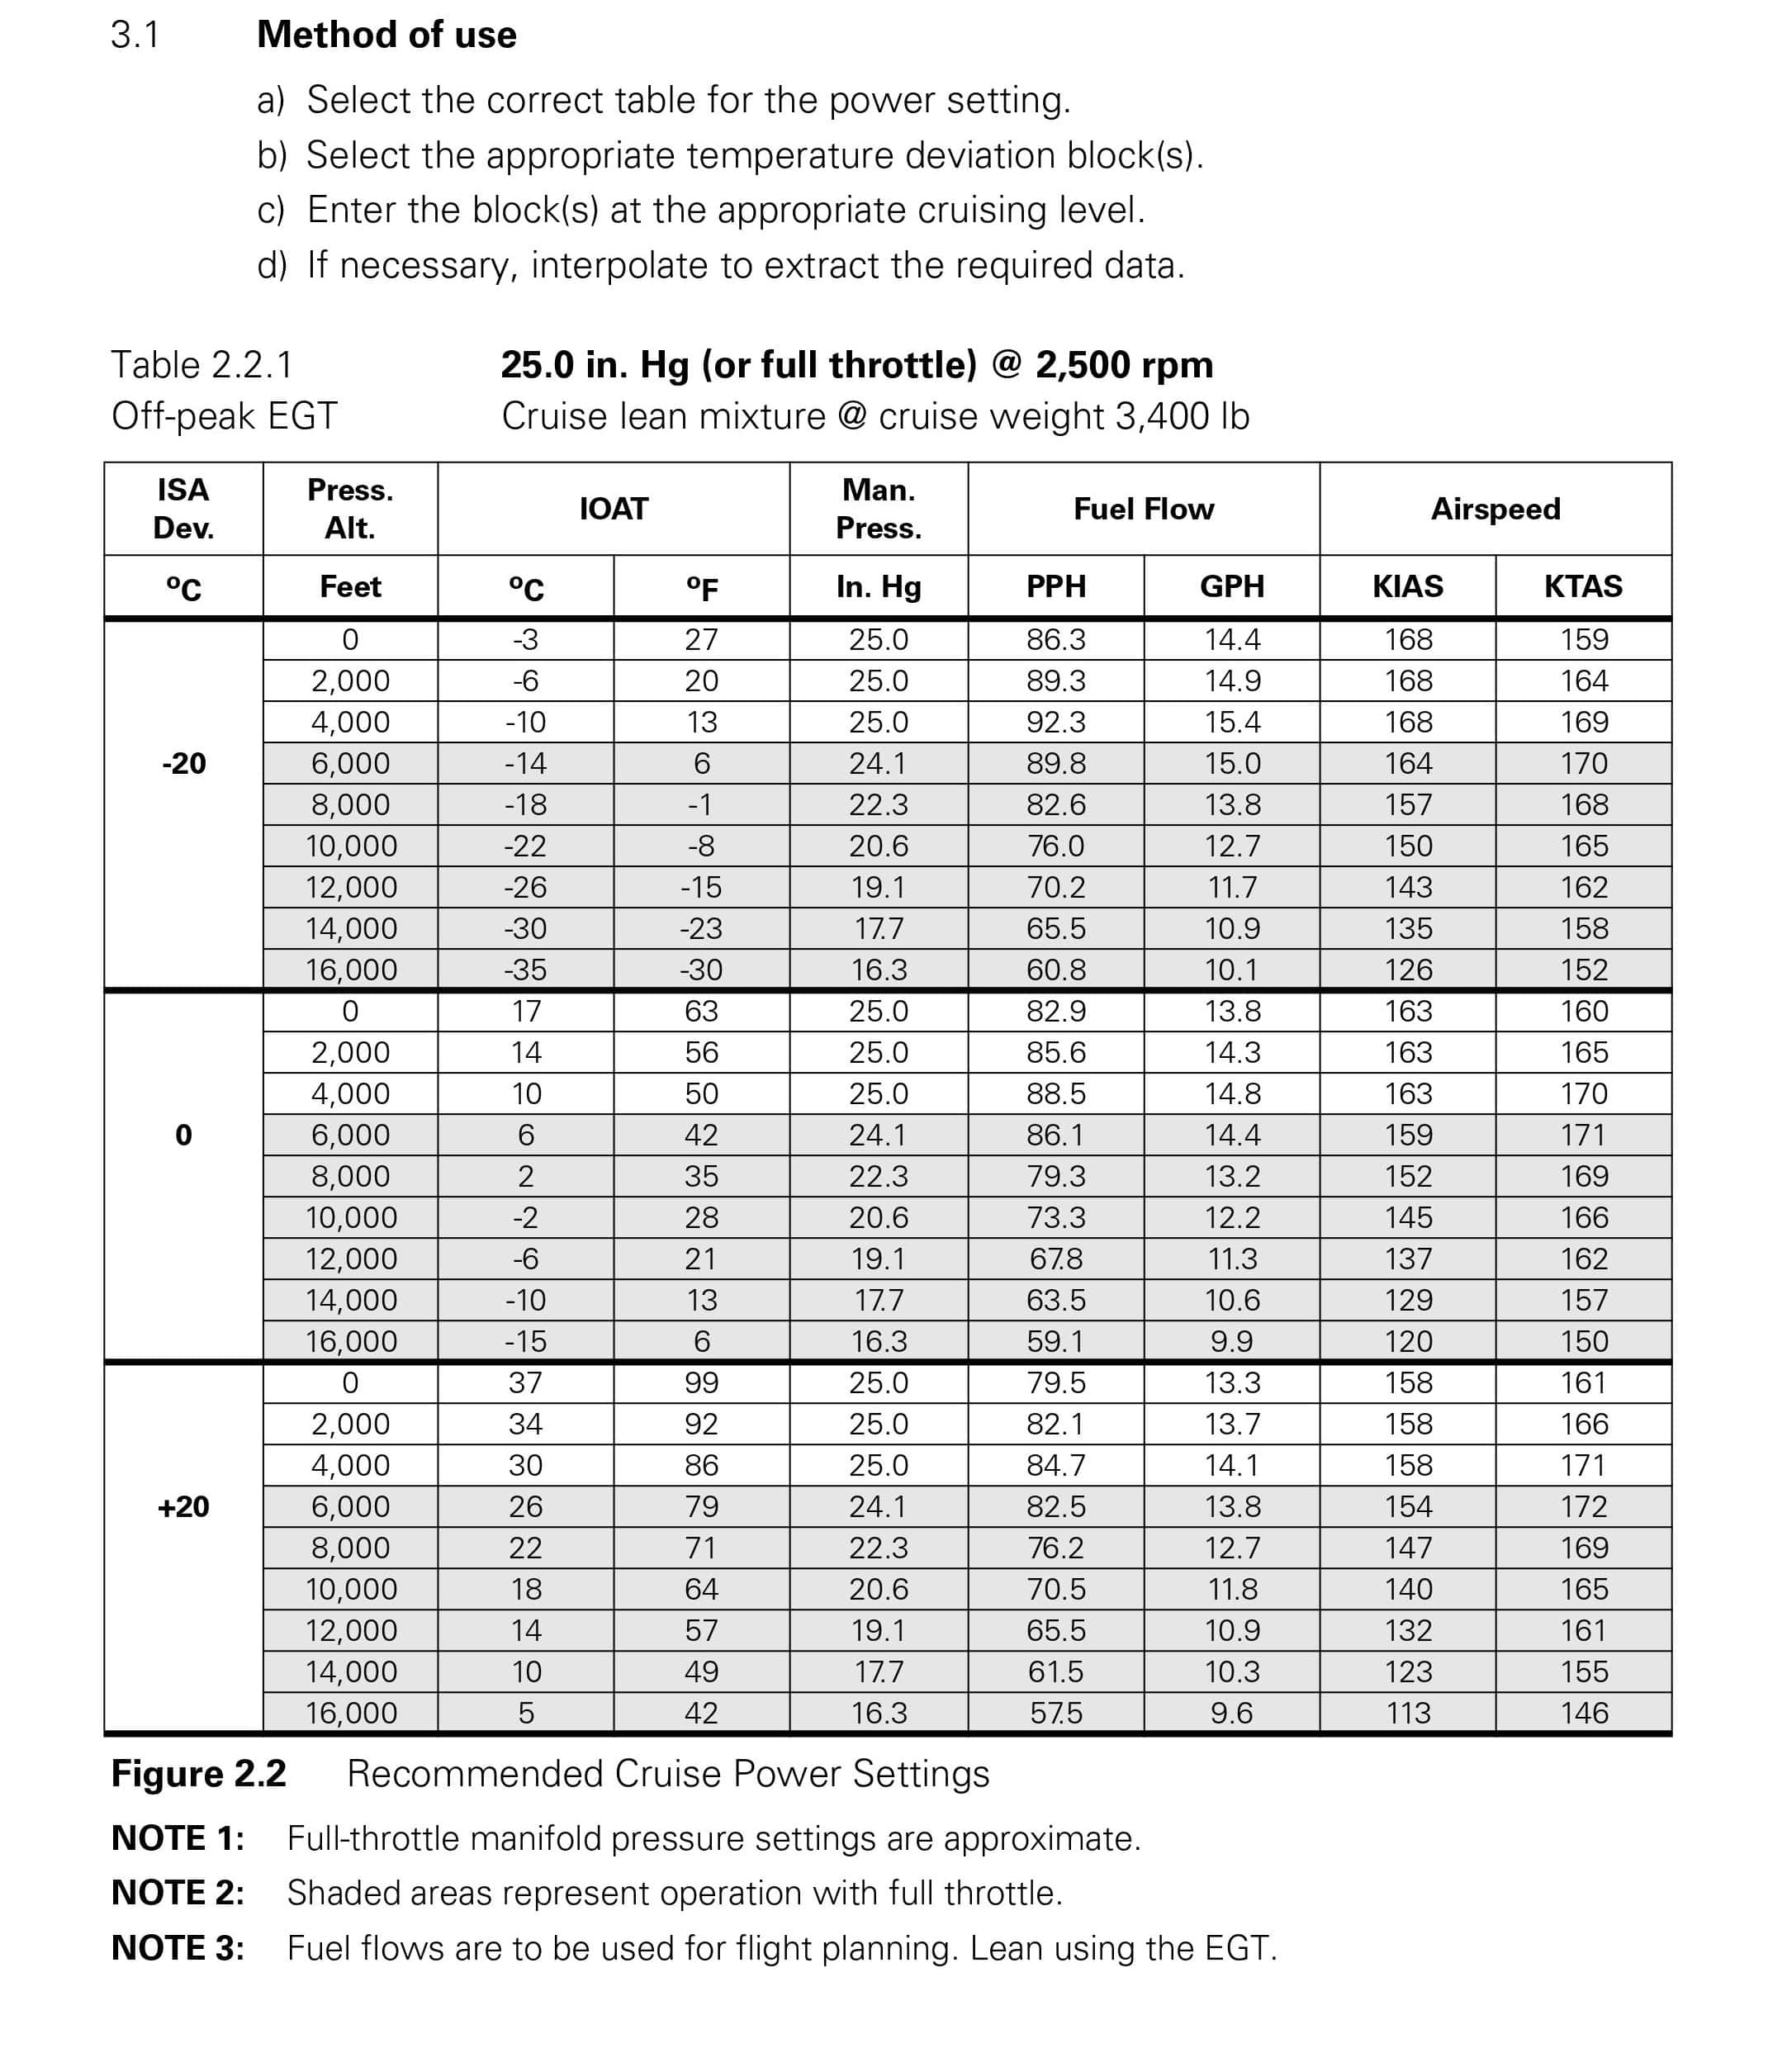 3.1 Method of use
a) Select the correct table for the power setting.
b) Select the appropriate temperature deviation block(s).
c) Enter the block(s) at the appropriate cruising level.
d) If necessary, interpolate to extract the required data.
Table 2.2.1 25.0 in. Hg (or full throttle) @ 2,500 rpm
Off-peak EGT Cruise lean mixture @ cruise weight 3,400 lb
ISA Dev. Press. Alt. IOAT Man. Press. Fuel Flow Airspeed
ºC Feet ºC ºF In. Hg PPH GPH KIAS KTAS
0 -3 27 25.0 86.3 14.4 168 159
2,000 -6 20 25.0 89.3 14.9 168 164
4,000 -10 13 25.0 92.3 15.4 168 169
-20 6,000 -14 6 24.1 89.8 15.0 164 170
8,000 -18 -1 22.3 82.6 13.8 157 168
10,000 -22 -8 20.6 76.0 12.7 150 165
12,000 -26 -15 19.1 70.2 11.7 143 162
14,000 -30 -23 17.7 65.5 10.9 135 158
16,000 -35 -30 16.3 60.8 10.1 126 152
0 17 63 25.0 82.9 13.8 163 160
2,000 14 56 25.0 85.6 14.3 163 165
4,000 10 50 25.0 88.5 14.8 163 170
0 6,000 6 42 24.1 86.1 14.4 159 171
8,000 2 35 22.3 79.3 13.2 152 169
10,000 -2 28 20.6 73.3 12.2 145 166
12,000 -6 21 19.1 67.8 11.3 137 162
14,000 -10 13 17.7 63.5 10.6 129 157
16,000 -15 6 16.3 59.1 9.9 120 150
0 37 99 25.0 79.5 13.3 158 161
2,000 34 92 25.0 82.1 13.7 158 166
4,000 30 86 25.0 84.7 14.1 158 171
+20 6,000 26 79 24.1 82.5 13.8 154 172
8,000 22 71 22.3 76.2 12.7 147 169
10,000 18 64 20.6 70.5 11.8 140 165
12,000 14 57 19.1 65.5 10.9 132 161
14,000 10 49 17.7 61.5 10.3 123 155
16,000 5 42 16.3 57.5 9.6 113 146
Figure 2.2 Recommended Cruise Power Settings
NOTE 1: Full-throttle manifold pressure settings are approximate.
NOTE 2: Shaded areas represent operation with full throttle.
NOTE 3: Fuel flows are to be used for flight planning. Lean using the EGT.